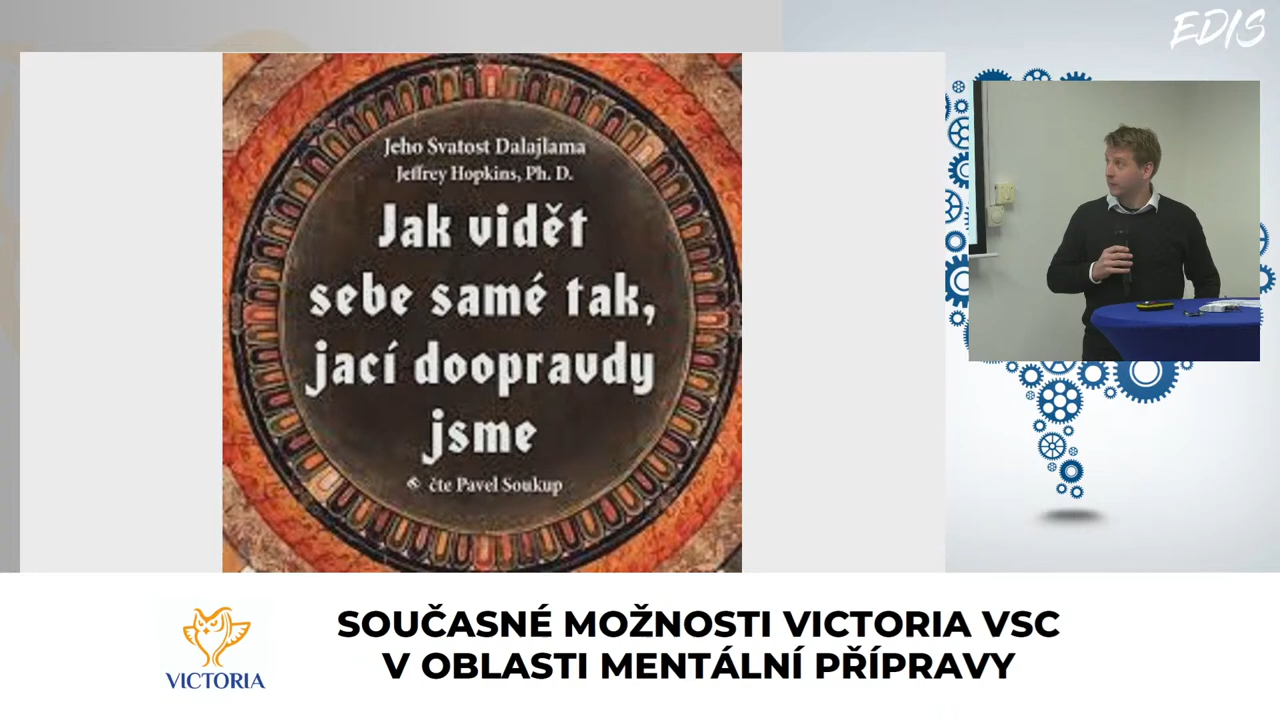 EDIS
Jeho Svatost Dalajlama
Jeffrey Hopkins, Ph. D.
Jak vidět
sebe samé tak,
jací doopravdy
jsme
čte Pavel Soukup
VICTORIA
SOUČASNÉ MOŽNOSTI VICTORIA VSC
V OBLASTI MENTÁLNÍ PŘÍPRAVY